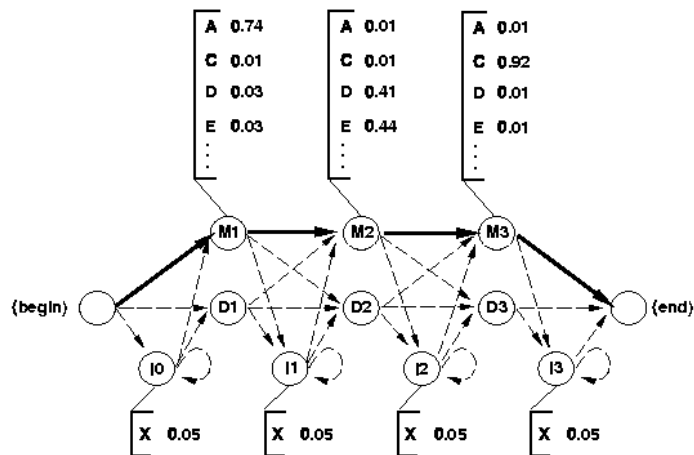 A 0.74 A 0.01 A 0.01
C 0.01 C 0.01 C 0.92
D 0.03 D 0.41 D 0.01
E 0.03 E 0.44 E 0.01
M1 M2 M3
{begin} D1 D2 D3 {end}
I0 I1 I2 I3
X 0.05 X 0.05 X 0.05 X 0.05